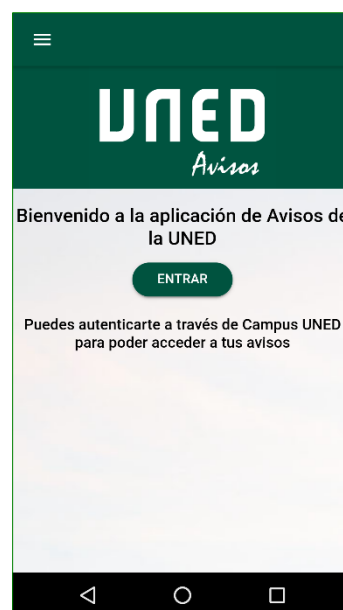 UNED
Avisos
Bienvenido a la aplicación de Avisos de
la UNED
ENTRAR
Puedes autenticarte a través de Campus UNED
para poder acceder a tus avisos